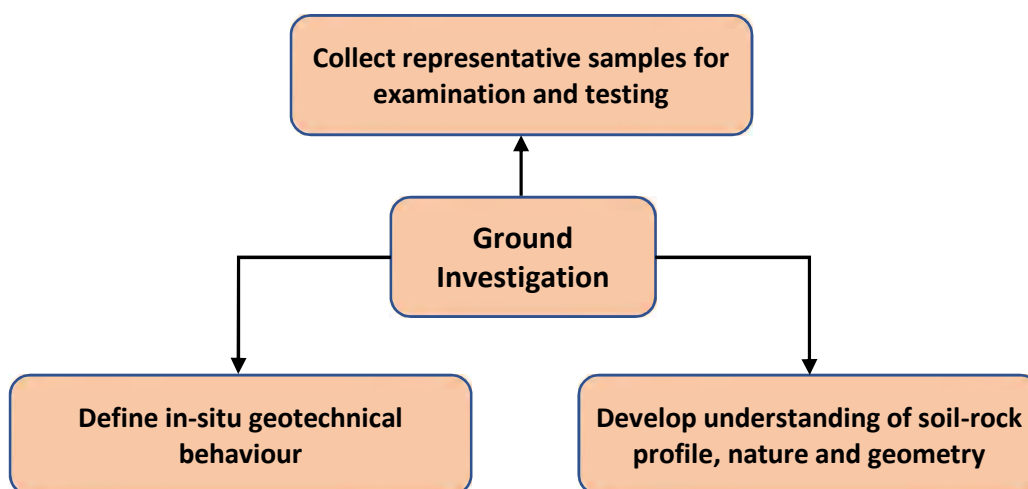 Collect representative samples for
examination and testing
Ground
Investigation
Define in-situ geotechnical
behaviour
Develop understanding of soil-rock
profile, nature and geometry